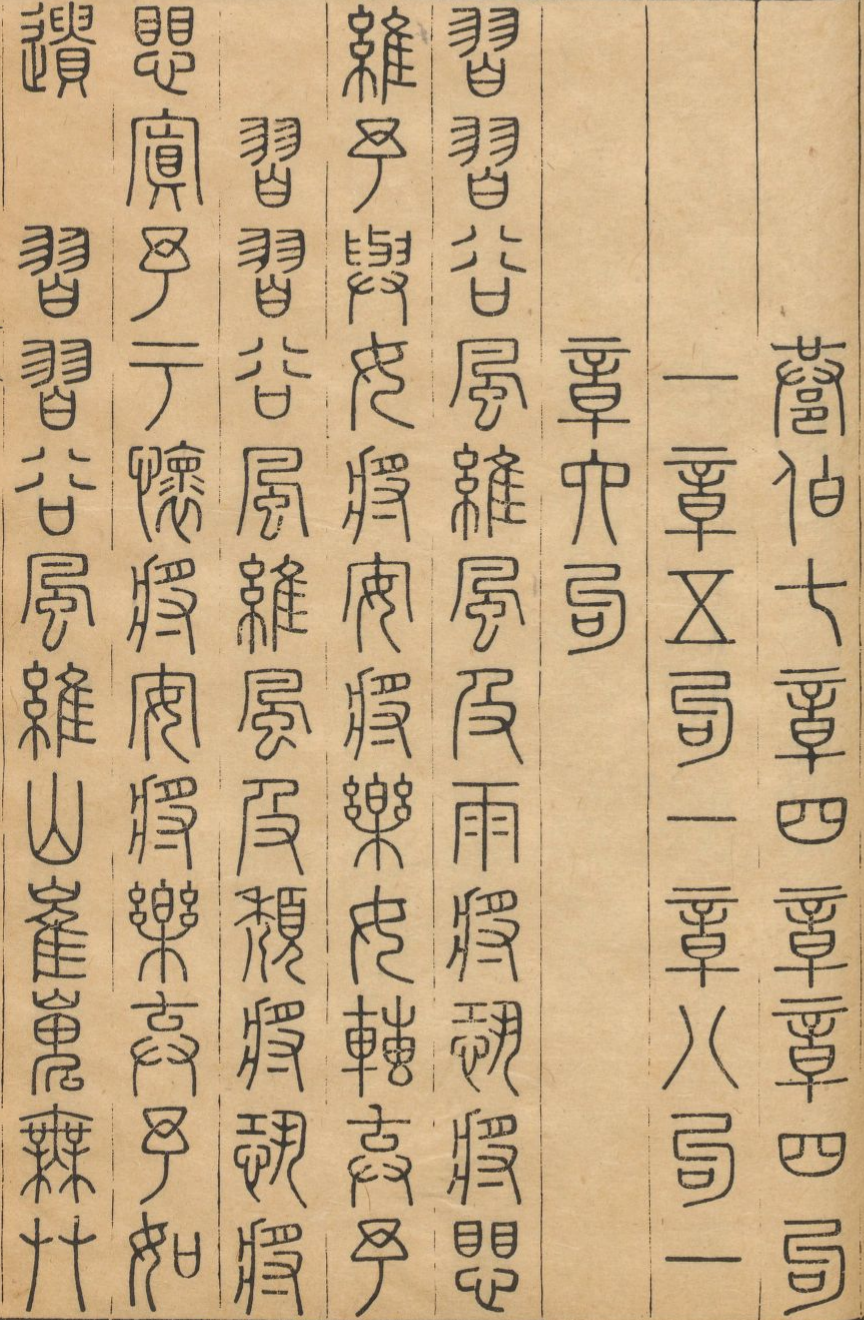 巷伯七章四章章四句
一章五句一章八句一
章六句
習習谷風維風及雨將恐將愳
維予與女將安將樂女轉棄予
習習谷風維風及頹將恐將
愳寘予于懷將安將樂棄予如
遺　習習谷風維山崔嵬無艸